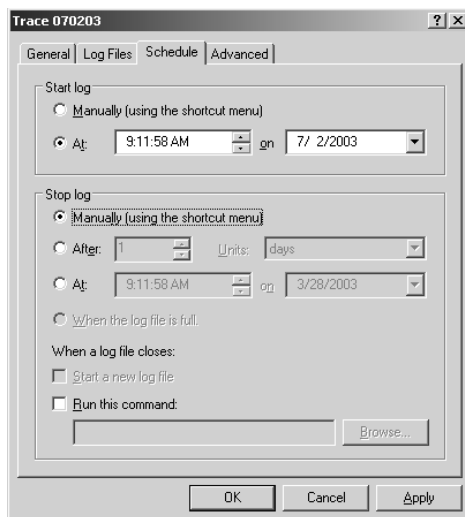 Trace 070203
General Log Files Schedule Advanced
Start log
Manually (using the shortcut menu)
At: 9:11:58 AM on 7/ 2/2003
Stop log
Manually (using the shortcut menu)
After: 1 Units: days
At: 9:11:58 AM on 3/28/2003
When the log file is full.
When a log file closes:
Start a new log file
Run this command:
Browse...
OK Cancel Apply